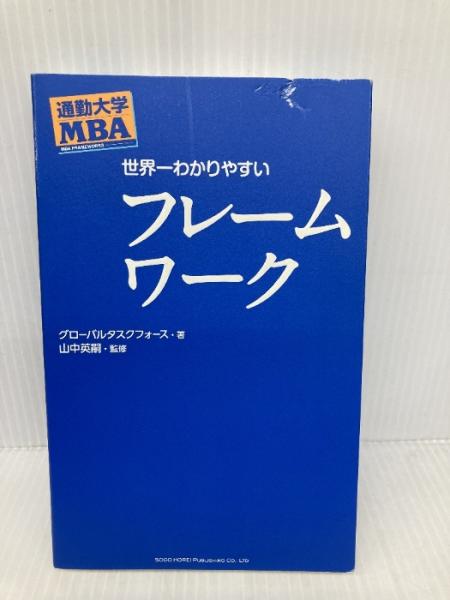 通勤大学
MBA
MBA FRAMEWORKS
世界一わかりやすい
フレーム
ワーク
グローバルタスクフォース・著
山中英嗣・監修
SOGO HOREI PUBLISHING CO., LTD